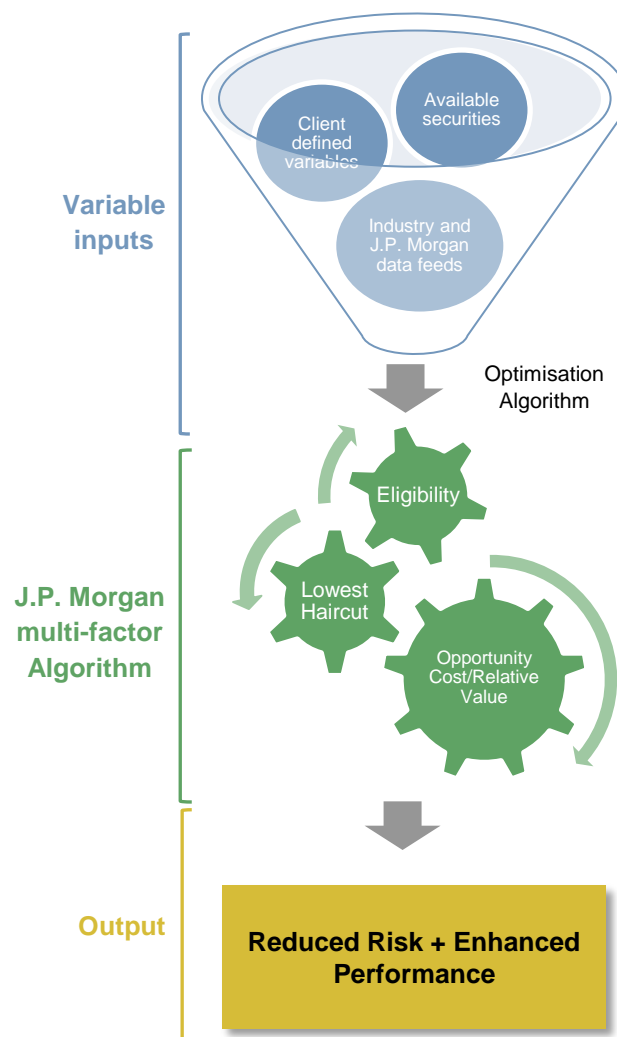 Available
securities
Client
defined
variables
Variable
inputs
Industry and
J.P. Morgan
data feeds
Optimisation
Algorithm
Eligibility
Lowest
Haircut
J.P. Morgan
multi-factor
Algorithm
Opportunity
Cost/Relative
Value
Output
Reduced Risk + Enhanced
Performance